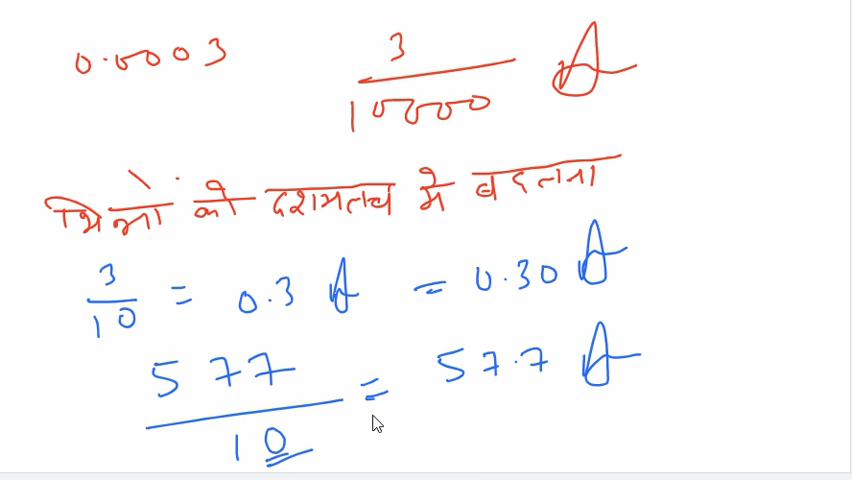 0.0003 3/10000 A
भिन्नों को दशमलव में बदलना
3/10 = 0.3 A = 0.30 A
577/10 = 57.7 A